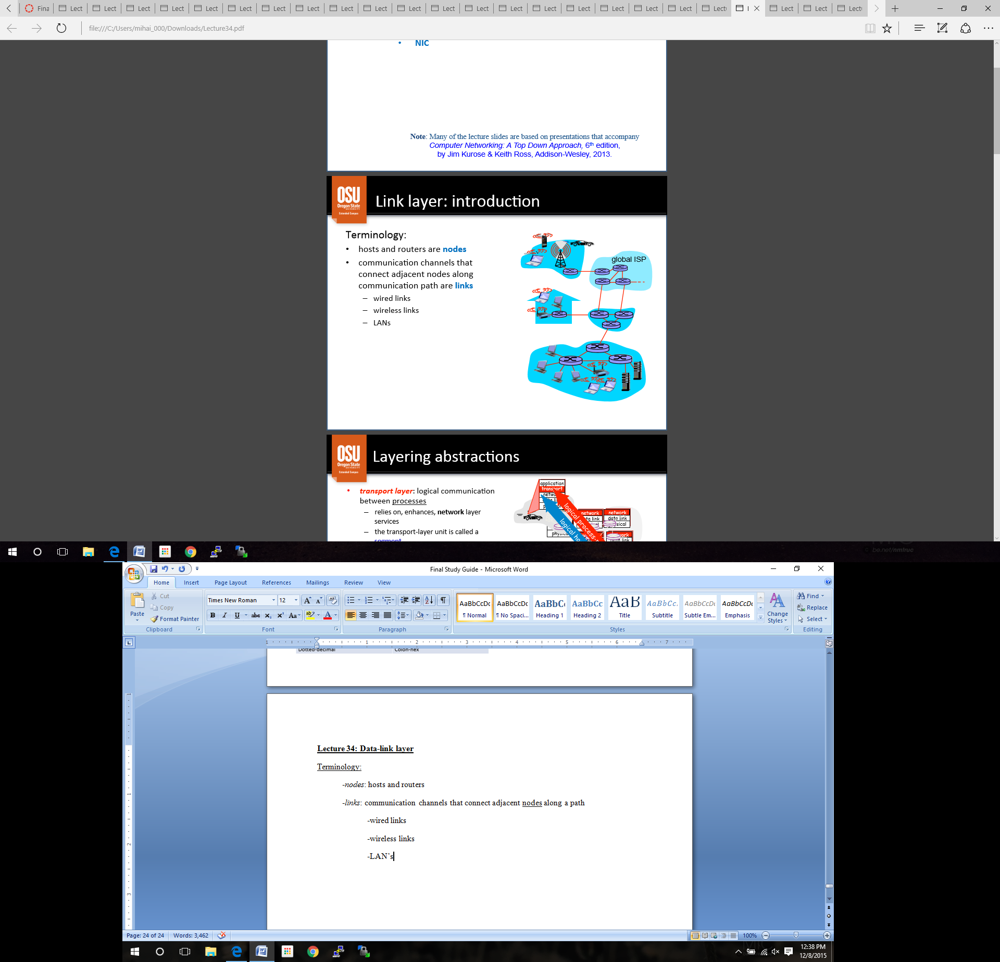 Fina Lect Lect Lect Lect Lect Lect Lect Lect Lect Lect Lect Lect Lect Lect Lect Lect Lect Lect Lect Lect Lect Lect Lect
file:///C:/Users/mihai_000/Downloads/Lecture34.pdf
• NIC
Note: Many of the lecture slides are based on presentations that accompany
Computer Networking: A Top Down Approach, 6th edition,
by Jim Kurose & Keith Ross, Addison-Wesley, 2013.
OSU
Oregon State
UNIVERSITY
Extended Campus
Link layer: introduction
Terminology:
• hosts and routers are nodes
• communication channels that
connect adjacent nodes along
communication path are links
– wired links
– wireless links
– LANs
global ISP
OSU
Oregon State
UNIVERSITY
Extended Campus
Layering abstractions
• transport layer: logical communication
between processes
– relies on, enhances, network layer
services
– the transport-layer unit is called a
segment
application
transport
network
data link
physical
logical process
network
network
data link
be.net/nmtruc
Final Study Guide - Microsoft Word
Home Insert Page Layout References Mailings Review View
Paste
Cut
Copy
Format Painter
Clipboard
Times New Roman 12
Font
Paragraph
AaBbCcDc AaBbCcDc AaBbC AaBbCc AaB AaBbCc. AaBbCcDc AaBbCcDc
¶ Normal ¶ No Spaci... Heading 1 Heading 2 Title Subtitle Subtle Em... Emphasis
Change
Styles
Styles
Find
Replace
Select
Editing
1 1 2 3 4 5 6 7
Dotted-decimal Colon-hex
Lecture 34: Data-link layer
Terminology:
-nodes: hosts and routers
-links: communication channels that connect adjacent nodes along a path
-wired links
-wireless links
-LAN’s
Page: 24 of 24 Words: 3,462 100%
12:38 PM
12/8/2015